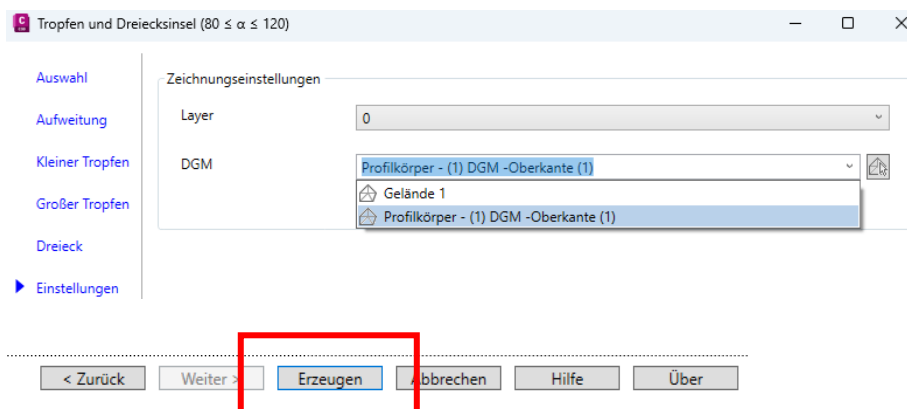 Tropfen und Dreiecksinsel (80 ≤ α ≤ 120)
Auswahl
Aufweitung
Kleiner Tropfen
Großer Tropfen
Dreieck
Einstellungen
Zeichnungseinstellungen
Layer
0
DGM
Profilkörper - (1) DGM -Oberkante (1)
Gelände 1
Profilkörper - (1) DGM -Oberkante (1)
< Zurück
Weiter >
Erzeugen
Abbrechen
Hilfe
Über